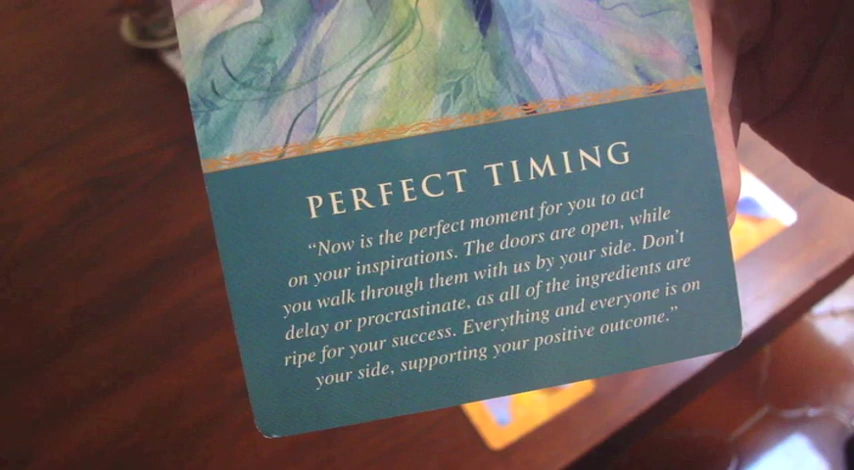 PERFECT TIMING
“Now is the perfect moment for you to act
on your inspirations. The doors are open, while
you walk through them with us by your side. Don’t
delay or procrastinate, as all of the ingredients are
ripe for your success. Everything and everyone is on
your side, supporting your positive outcome.”